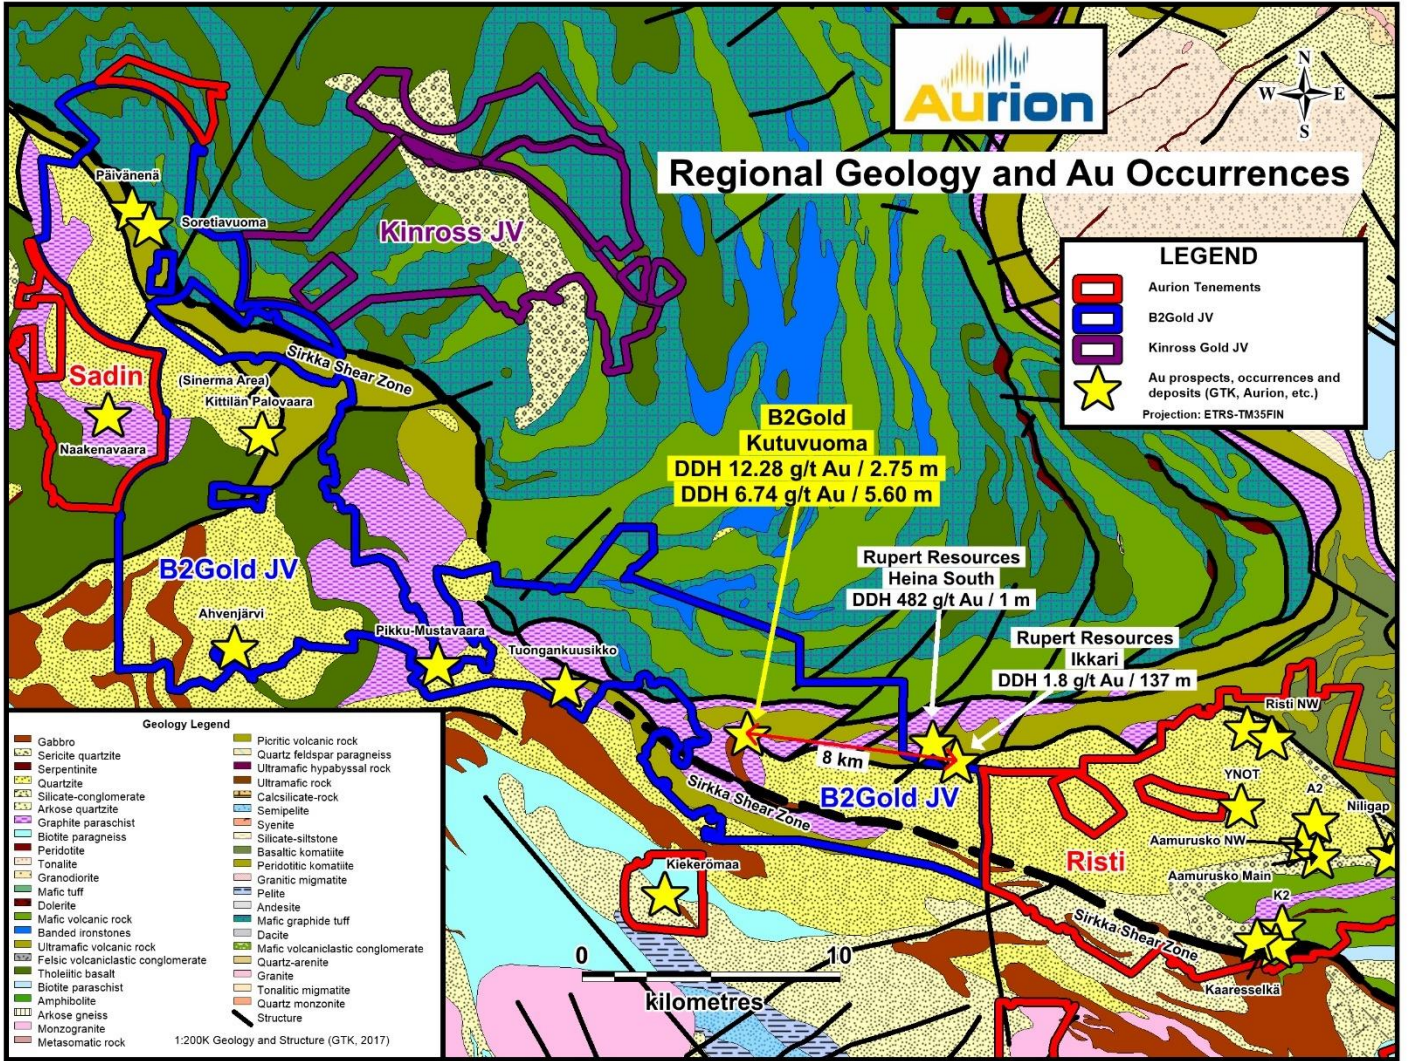 Aurion
N
W E
S
Regional Geology and Au Occurrences
LEGEND
Aurion Tenements
B2Gold JV
Kinross Gold JV
Au prospects, occurrences and
deposits (GTK, Aurion, etc.)
Projection: ETRS-TM35FIN
Päivänenä
Soretiavuoma
Kinross JV
Sirkka Shear Zone
Sadin
(Sinerma Area)
Kittilän Palovaara
Naakenavaara
B2Gold
Kutuvuoma
DDH 12.28 g/t Au / 2.75 m
DDH 6.74 g/t Au / 5.60 m
B2Gold JV
Rupert Resources
Heina South
DDH 482 g/t Au / 1 m
Rupert Resources
Ikkari
DDH 1.8 g/t Au / 137 m
Ahvenjärvi
Pikku-Mustavaara
Tuongankuusikko
8 km
B2Gold JV
Sirkka Shear Zone
Risti NW
YNOT
A2
Niligap
Aamurusko NW
Aamurusko Main
Risti
Kiekerömaa
K2
Sirkka Shear Zone
Kaaresselkä
0 10
kilometres
Geology Legend
Gabbro
Sericite quartzite
Serpentinite
Quartzite
Silicate-conglomerate
Arkose quartzite
Graphite paraschist
Biotite paragneiss
Peridotite
Tonalite
Granodiorite
Mafic tuff
Dolerite
Mafic volcanic rock
Banded ironstones
Ultramafic volcanic rock
Felsic volcaniclastic conglomerate
Tholeiitic basalt
Biotite paraschist
Amphibolite
Arkose gneiss
Monzogranite
Metasomatic rock
Picritic volcanic rock
Quartz feldspar paragneiss
Ultramafic hypabyssal rock
Ultramafic rock
Calcsilicate-rock
Semipelite
Syenite
Silicate-siltstone
Basaltic komatiite
Peridotitic komatiite
Granitic migmatite
Pelite
Andesite
Mafic graphide tuff
Dacite
Mafic volcaniclastic conglomerate
Quartz-arenite
Granite
Tonalitic migmatite
Quartz monzonite
Structure
1:200K Geology and Structure (GTK, 2017)